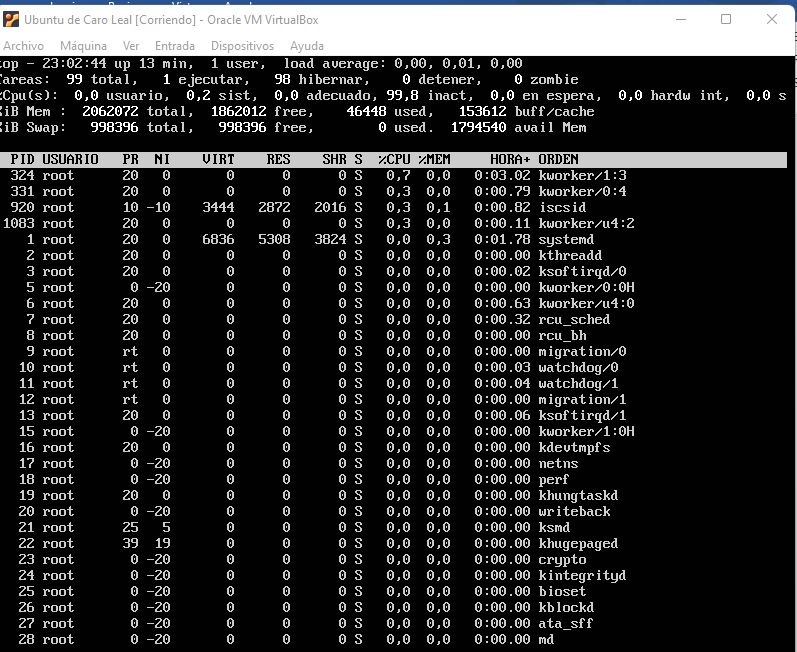 Ubuntu de Caro Leal [Corriendo] - Oracle VM VirtualBox
Archivo Máquina Ver Entrada Dispositivos Ayuda
top - 23:02:44 up 13 min, 1 user, load average: 0,00, 0,01, 0,00
Tareas: 99 total, 1 ejecutar, 98 hibernar, 0 detener, 0 zombie
%Cpu(s): 0,0 usuario, 0,2 sist, 0,0 adecuado, 99,8 inact, 0,0 en espera, 0,0 hardw int, 0,0 s
KiB Mem : 2062072 total, 1862012 free, 46448 used, 153612 buff/cache
KiB Swap: 998396 total, 998396 free, 0 used. 1794540 avail Mem
PID USUARIO PR NI VIRT RES SHR S %CPU %MEM HORA+ ORDEN
324 root 20 0 0 0 0 S 0,7 0,0 0:03.02 kworker/1:3
331 root 20 0 0 0 0 S 0,3 0,0 0:00.79 kworker/0:4
920 root 10 -10 3444 2872 2016 S 0,3 0,1 0:00.82 iscsid
1083 root 20 0 0 0 0 S 0,3 0,0 0:00.11 kworker/u4:2
1 root 20 0 6836 5308 3824 S 0,0 0,3 0:01.78 systemd
2 root 20 0 0 0 0 S 0,0 0,0 0:00.00 kthreadd
3 root 20 0 0 0 0 S 0,0 0,0 0:00.02 ksoftirqd/0
5 root 0 -20 0 0 0 S 0,0 0,0 0:00.00 kworker/0:0H
6 root 20 0 0 0 0 S 0,0 0,0 0:00.63 kworker/u4:0
7 root 20 0 0 0 0 S 0,0 0,0 0:00.32 rcu_sched
8 root 20 0 0 0 0 S 0,0 0,0 0:00.00 rcu_bh
9 root rt 0 0 0 0 S 0,0 0,0 0:00.00 migration/0
10 root rt 0 0 0 0 S 0,0 0,0 0:00.03 watchdog/0
11 root rt 0 0 0 0 S 0,0 0,0 0:00.04 watchdog/1
12 root rt 0 0 0 0 S 0,0 0,0 0:00.00 migration/1
13 root 20 0 0 0 0 S 0,0 0,0 0:00.06 ksoftirqd/1
15 root 0 -20 0 0 0 S 0,0 0,0 0:00.00 kworker/1:0H
16 root 20 0 0 0 0 S 0,0 0,0 0:00.00 kdevtmpfs
17 root 0 -20 0 0 0 S 0,0 0,0 0:00.00 netns
18 root 0 -20 0 0 0 S 0,0 0,0 0:00.00 perf
19 root 20 0 0 0 0 S 0,0 0,0 0:00.00 khungtaskd
20 root 0 -20 0 0 0 S 0,0 0,0 0:00.00 writeback
21 root 25 5 0 0 0 S 0,0 0,0 0:00.00 ksmd
22 root 39 19 0 0 0 S 0,0 0,0 0:00.00 khugepaged
23 root 0 -20 0 0 0 S 0,0 0,0 0:00.00 crypto
24 root 0 -20 0 0 0 S 0,0 0,0 0:00.00 kintegrityd
25 root 0 -20 0 0 0 S 0,0 0,0 0:00.00 bioset
26 root 0 -20 0 0 0 S 0,0 0,0 0:00.00 kblockd
27 root 0 -20 0 0 0 S 0,0 0,0 0:00.00 ata_sff
28 root 0 -20 0 0 0 S 0,0 0,0 0:00.00 md